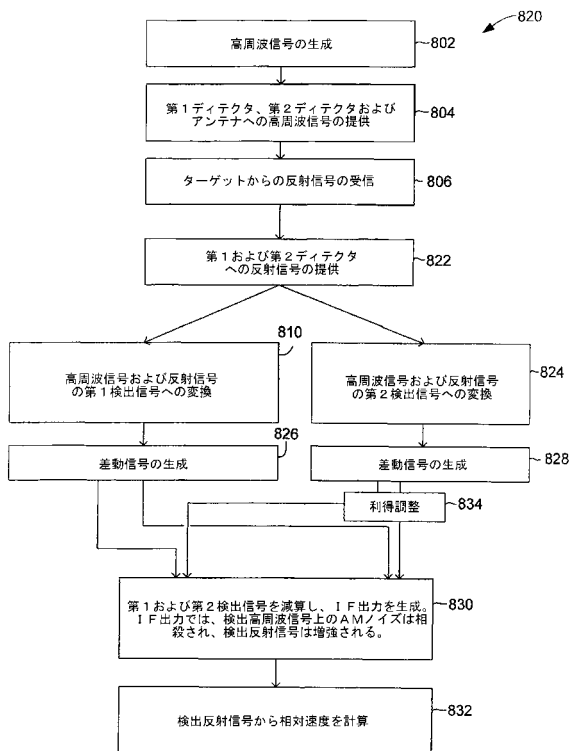 820
高周波信号の生成
802
第1ディテクタ、第2ディテクタおよび
アンテナへの高周波信号の提供
804
ターゲットからの反射信号の受信
806
第1および第2ディテクタ
への反射信号の提供
822
810
高周波信号および反射信号
の第1検出信号への変換
高周波信号および反射信号
の第2検出信号への変換
824
826
差動信号の生成
差動信号の生成
828
利得調整
834
第1および第2検出信号を減算し、IF出力を生成。
IF出力では、検出高周波信号上のAMノイズは相
殺され、検出反射信号は増強される。
830
検出反射信号から相対速度を計算
832